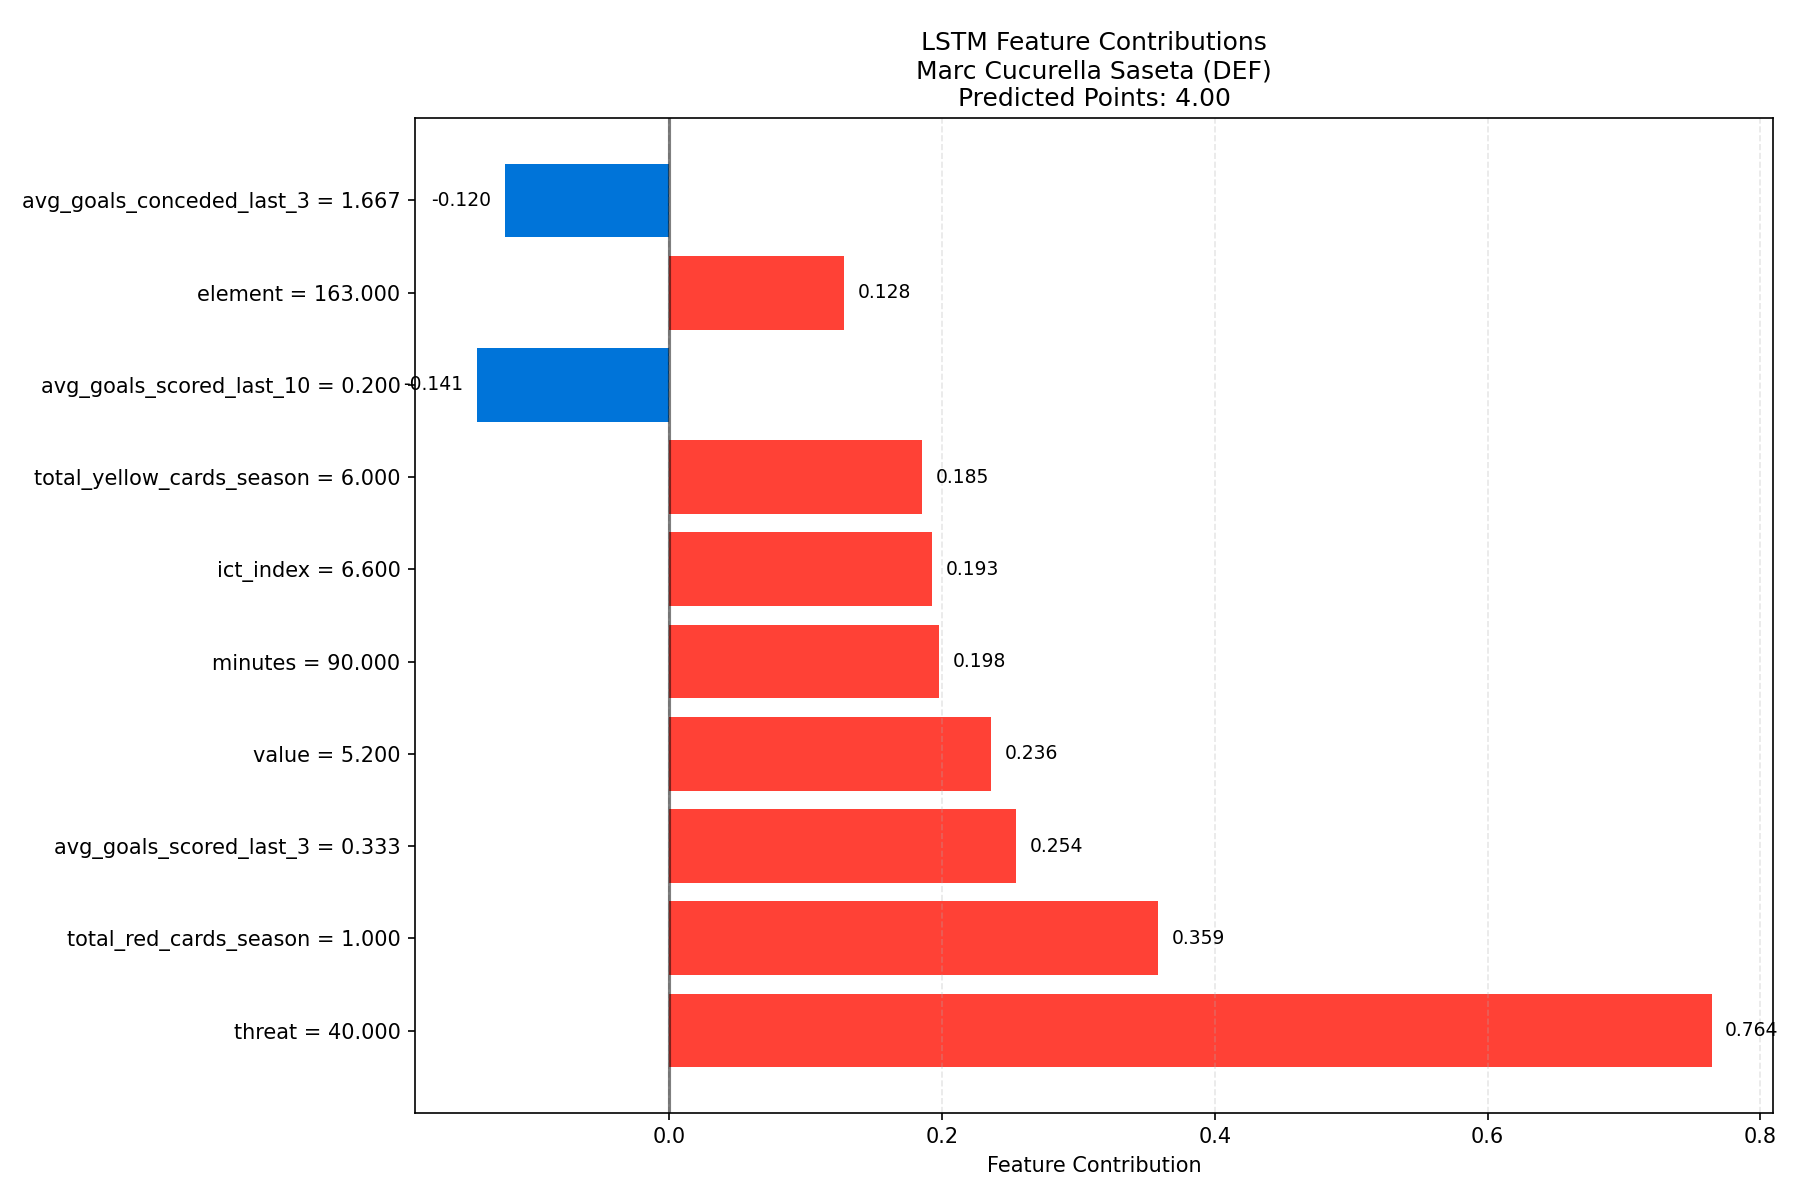 LSTM Feature Contributions
Marc Cucurella Saseta (DEF)
Predicted Points: 4.00
avg_goals_conceded_last_3 = 1.667
-0.120
element = 163.000
0.128
avg_goals_scored_last_10 = 0.200
-0.141
total_yellow_cards_season = 6.000
0.185
ict_index = 6.600
0.193
minutes = 90.000
0.198
value = 5.200
0.236
avg_goals_scored_last_3 = 0.333
0.254
total_red_cards_season = 1.000
0.359
threat = 40.000
0.764
0.0 0.2 0.4 0.6 0.8
Feature Contribution